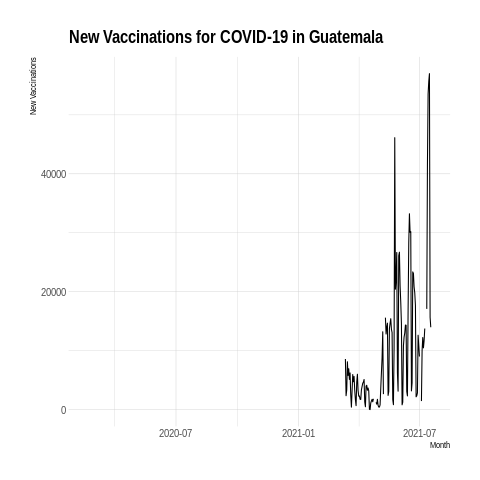 New Vaccinations for COVID-19 in Guatemala
New Vaccinations
40000
20000
0
2020-07
2021-01
2021-07
Month